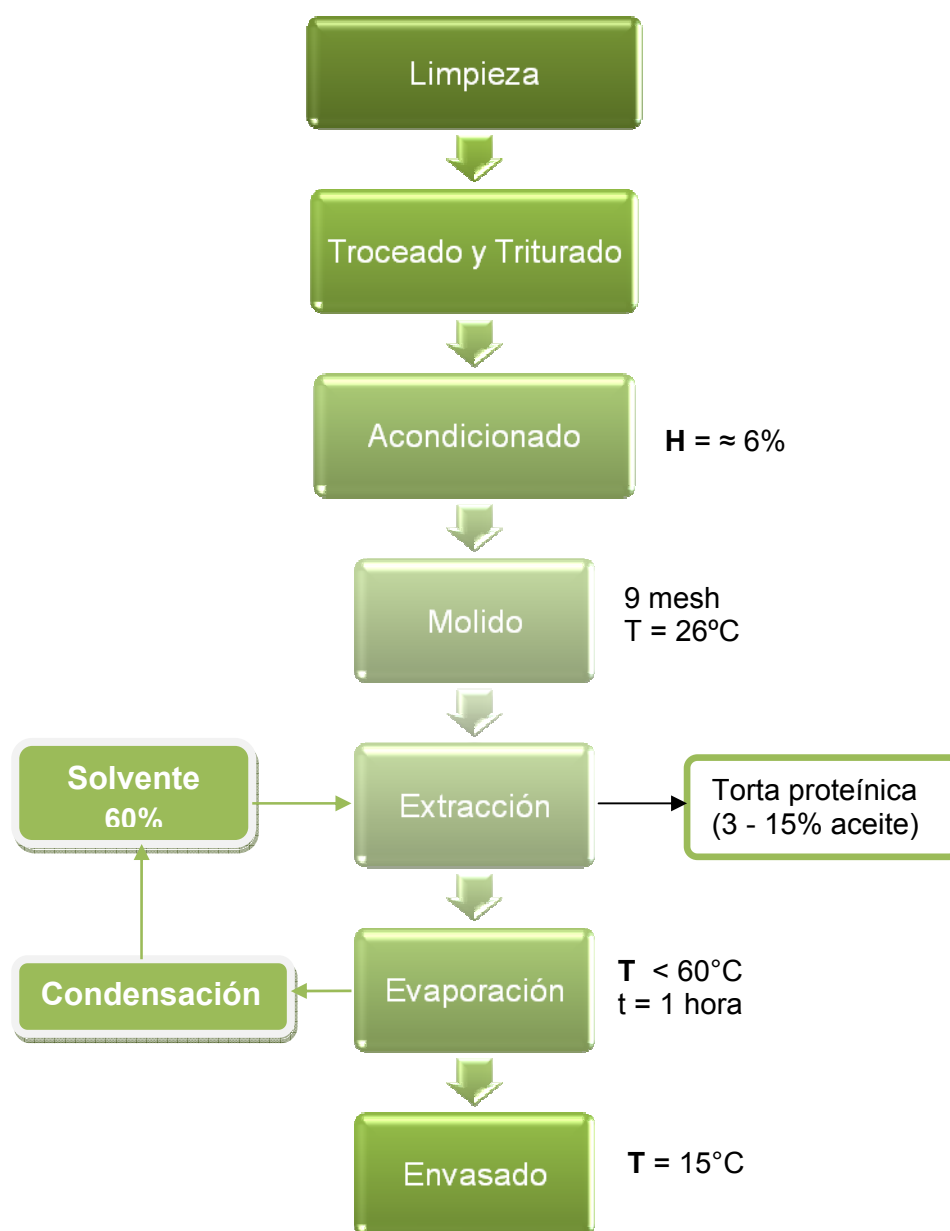 Limpieza
Troceado y Triturado
Acondicionado
H = ≈ 6%
Molido
9 mesh
T = 26ºC
Solvente
60%
Extracción
Torta proteínica
(3 - 15% aceite)
Condensación
Evaporación
T < 60°C
t = 1 hora
Envasado
T = 15°C